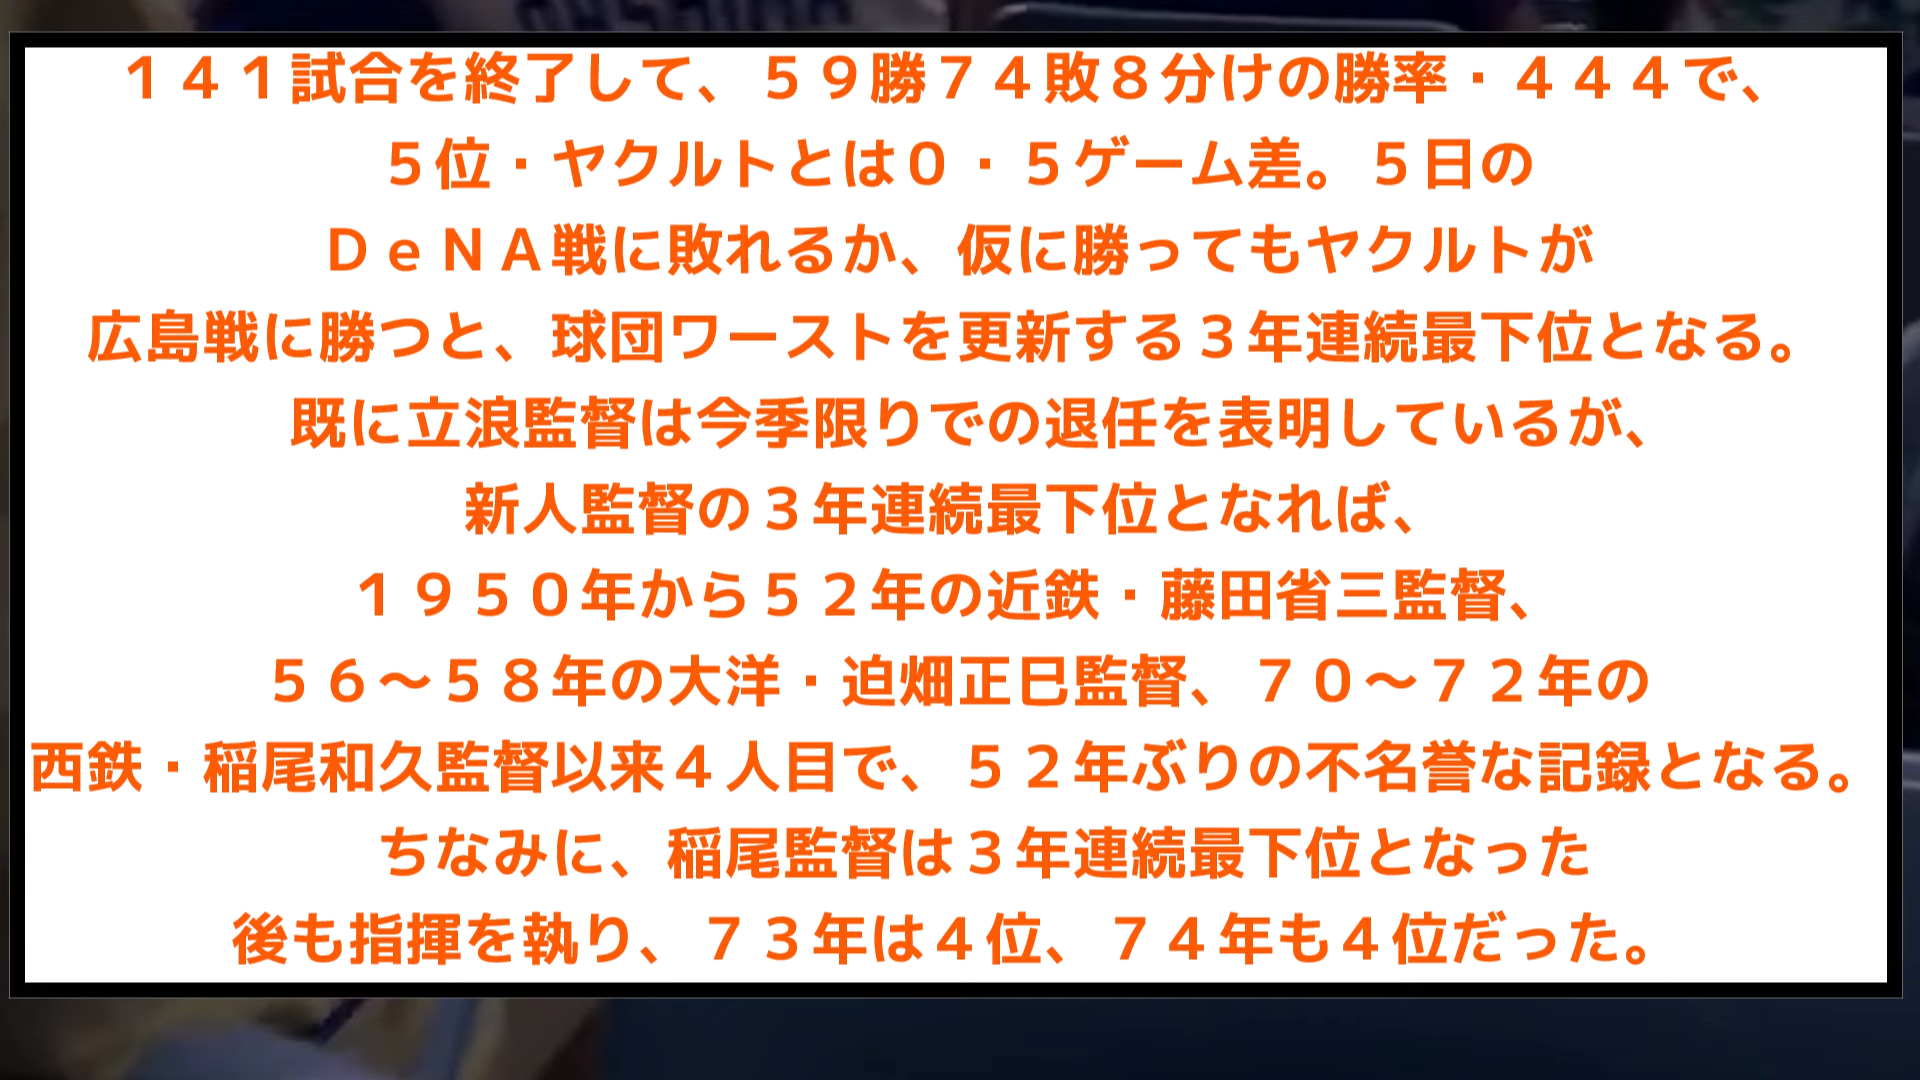 １４１試合を終了して、５９勝７４敗８分けの勝率・４４４で、
５位・ヤクルトとは０・５ゲーム差。５日の
ＤｅＮＡ戦に敗れるか、仮に勝ってもヤクルトが
広島戦に勝つと、球団ワーストを更新する３年連続最下位となる。
既に立浪監督は今季限りでの退任を表明しているが、
新人監督の３年連続最下位となれば、
１９５０年から５２年の近鉄・藤田省三監督、
５６～５８年の大洋・迫畑正巳監督、７０～７２年の
西鉄・稲尾和久監督以来４人目で、５２年ぶりの不名誉な記録となる。
ちなみに、稲尾監督は３年連続最下位となった
後も指揮を執り、７３年は４位、７４年も４位だった。